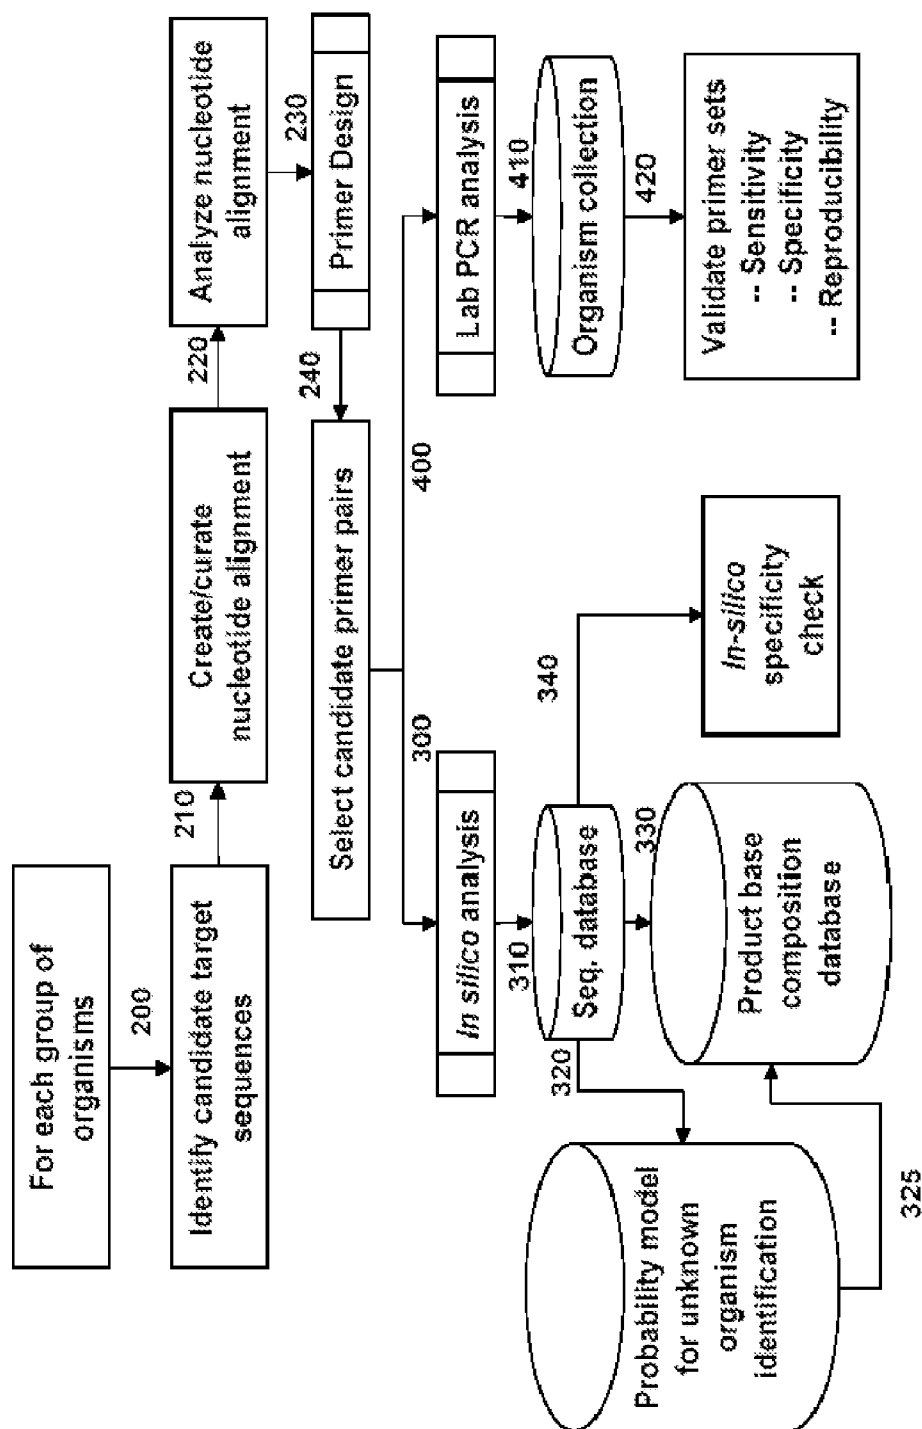 For each group of
organisms
200
Identify candidate target
sequences
210
Create/curate
nucleotide alignment
220
Analyze nucleotide
alignment
230
Primer Design
240
Select candidate primer pairs
300
400
In silico analysis
Lab PCR analysis
310
410
Seq. database
Organism collection
320
330
340
420
Probability model
for unknown
organism
identification
325
Product base
composition
database
In-silico
specificity
check
Validate primer sets
-- Sensitivity
-- Specificity
-- Reproducibility